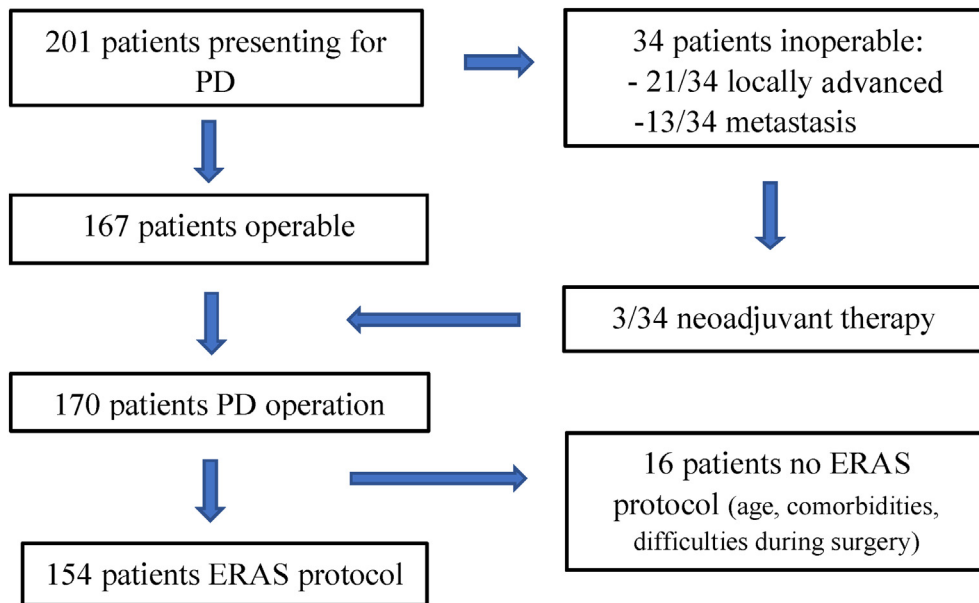 201 patients presenting for
PD
34 patients inoperable:
- 21/34 locally advanced
-13/34 metastasis
167 patients operable
3/34 neoadjuvant therapy
170 patients PD operation
16 patients no ERAS
protocol (age, comorbidities,
difficulties during surgery)
154 patients ERAS protocol